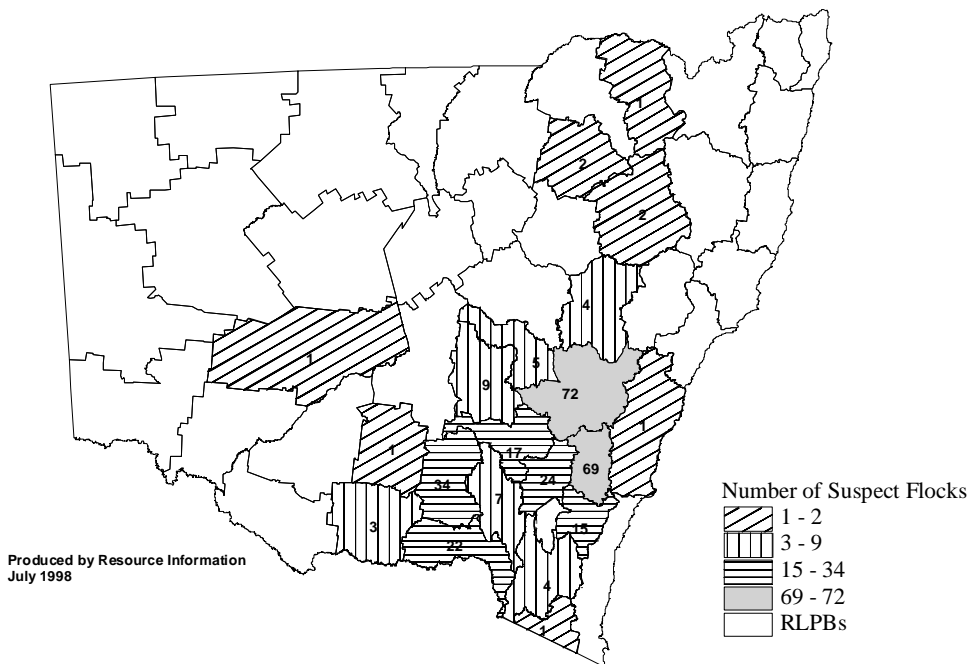 1
2
2
4
1
5
9
72
1
1
17
69
34
24
7
3
15
22
4
1
Number of Suspect Flocks
1 - 2
3 - 9
15 - 34
69 - 72
RLPBs
Produced by Resource Information
July 1998